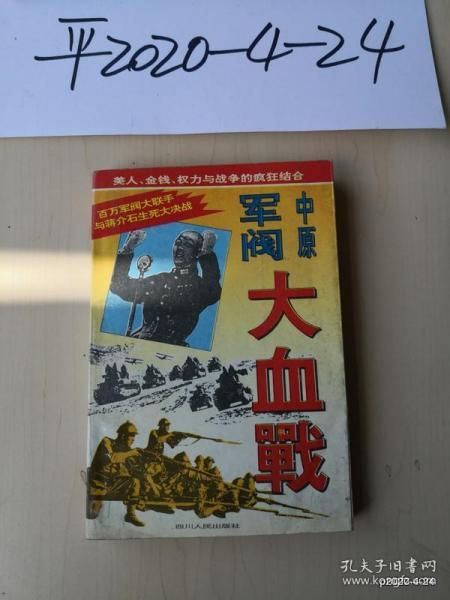 平2020-4-24
美人、金钱、权力与战争的疯狂结合
百万军阀大联手
与蒋介石生死大决战
中原
军阀
大血戰
四川人民出版社
孔夫子旧书网